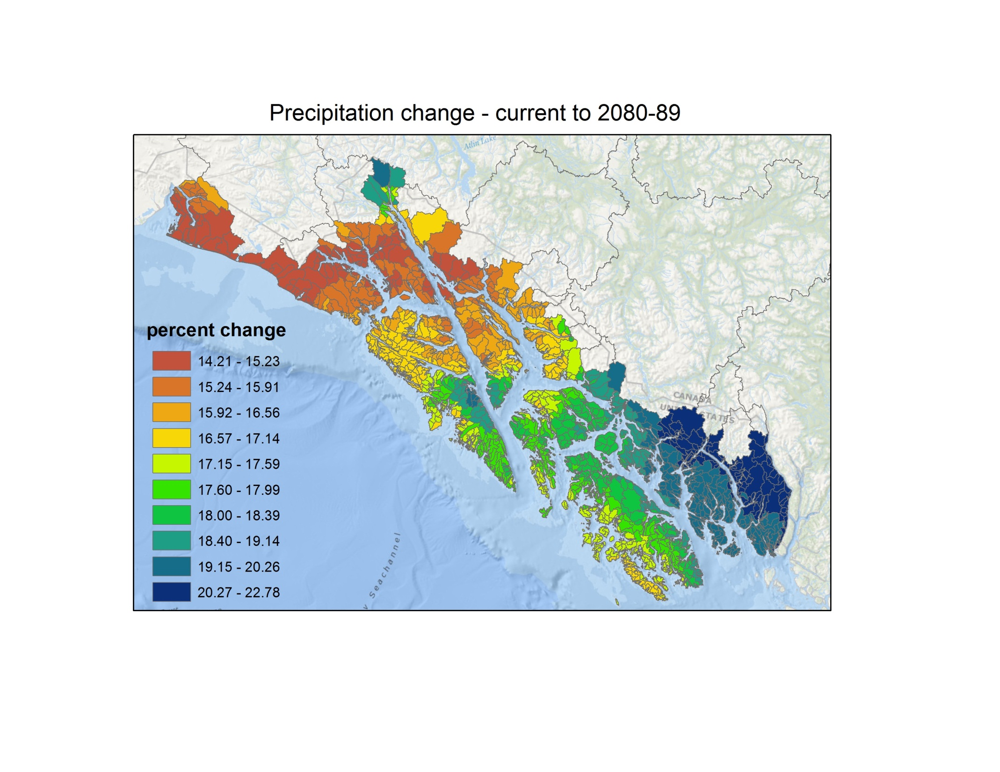 Precipitation change - current to 2080-89
Atlin Lake
percent change
14.21 - 15.23
15.24 - 15.91
15.92 - 16.56
16.57 - 17.14
17.15 - 17.59
17.60 - 17.99
18.00 - 18.39
18.40 - 19.14
19.15 - 20.26
20.27 - 22.78
CANADA
STATES
Seachannel